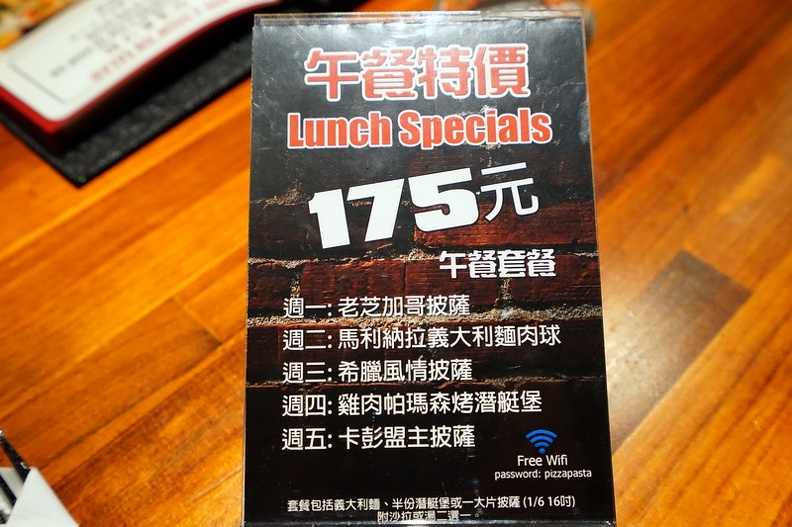 午餐特價
Lunch Specials
175元
午餐套餐
週一: 老芝加哥披薩
週二: 馬利納拉義大利麵肉球
週三: 希臘風情披薩
週四: 雞肉帕瑪森烤潛艇堡
週五: 卡彭盟主披薩
Free Wifi
password: pizzapasta
套餐包括義大利麵、半份潛艇堡或一大片披薩 (1/6 16吋)
附沙拉或湯二選一。